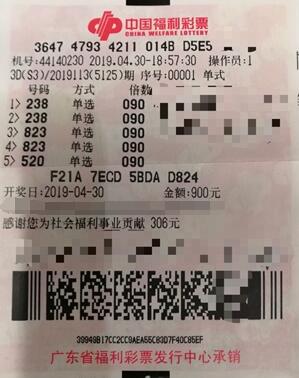 中国福利彩票
CHINA WELFARE LOTTERY
3647 4793 4211 014B D5E5
机号:44140230 2019.04.30-18:57:30 操作员:1
3D(S3)/2019113(5125)期 序号:00001 单式
号码 方式 倍数
1> 238 单选 090
2> 238 单选 090
3> 823 单选 090
4> 823 单选 090
5> 520 单选 090
F21A 7ECD 5BDA D824
开奖日:2019-04-30 金额:900元
感谢您为社会福利事业贡献 306元
39949B17CC2CC9AEA55C83D7F40C85EF
广东省福利彩票发行中心承销